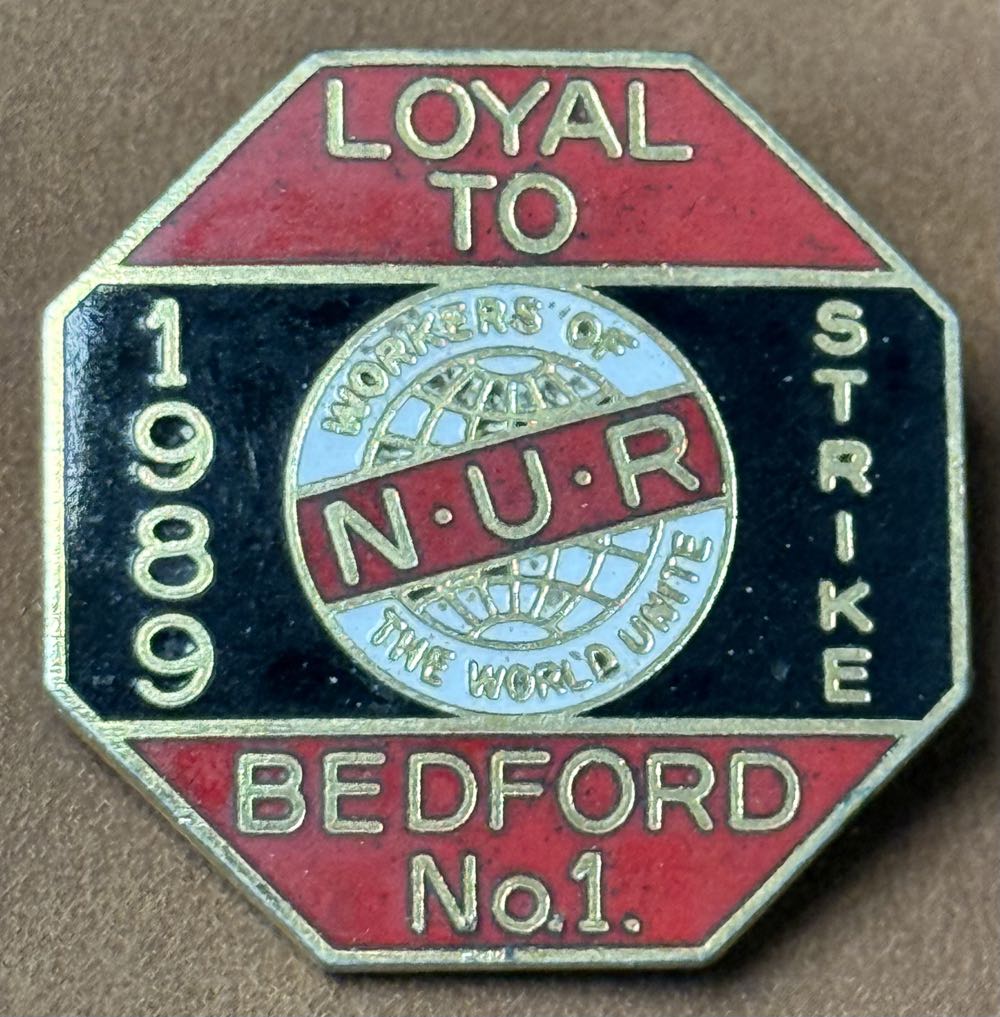 LOYAL
TO
1989
WORKERS OF
N·U·R
THE WORLD UNITE
STRIKE
BEDFORD
No.1.